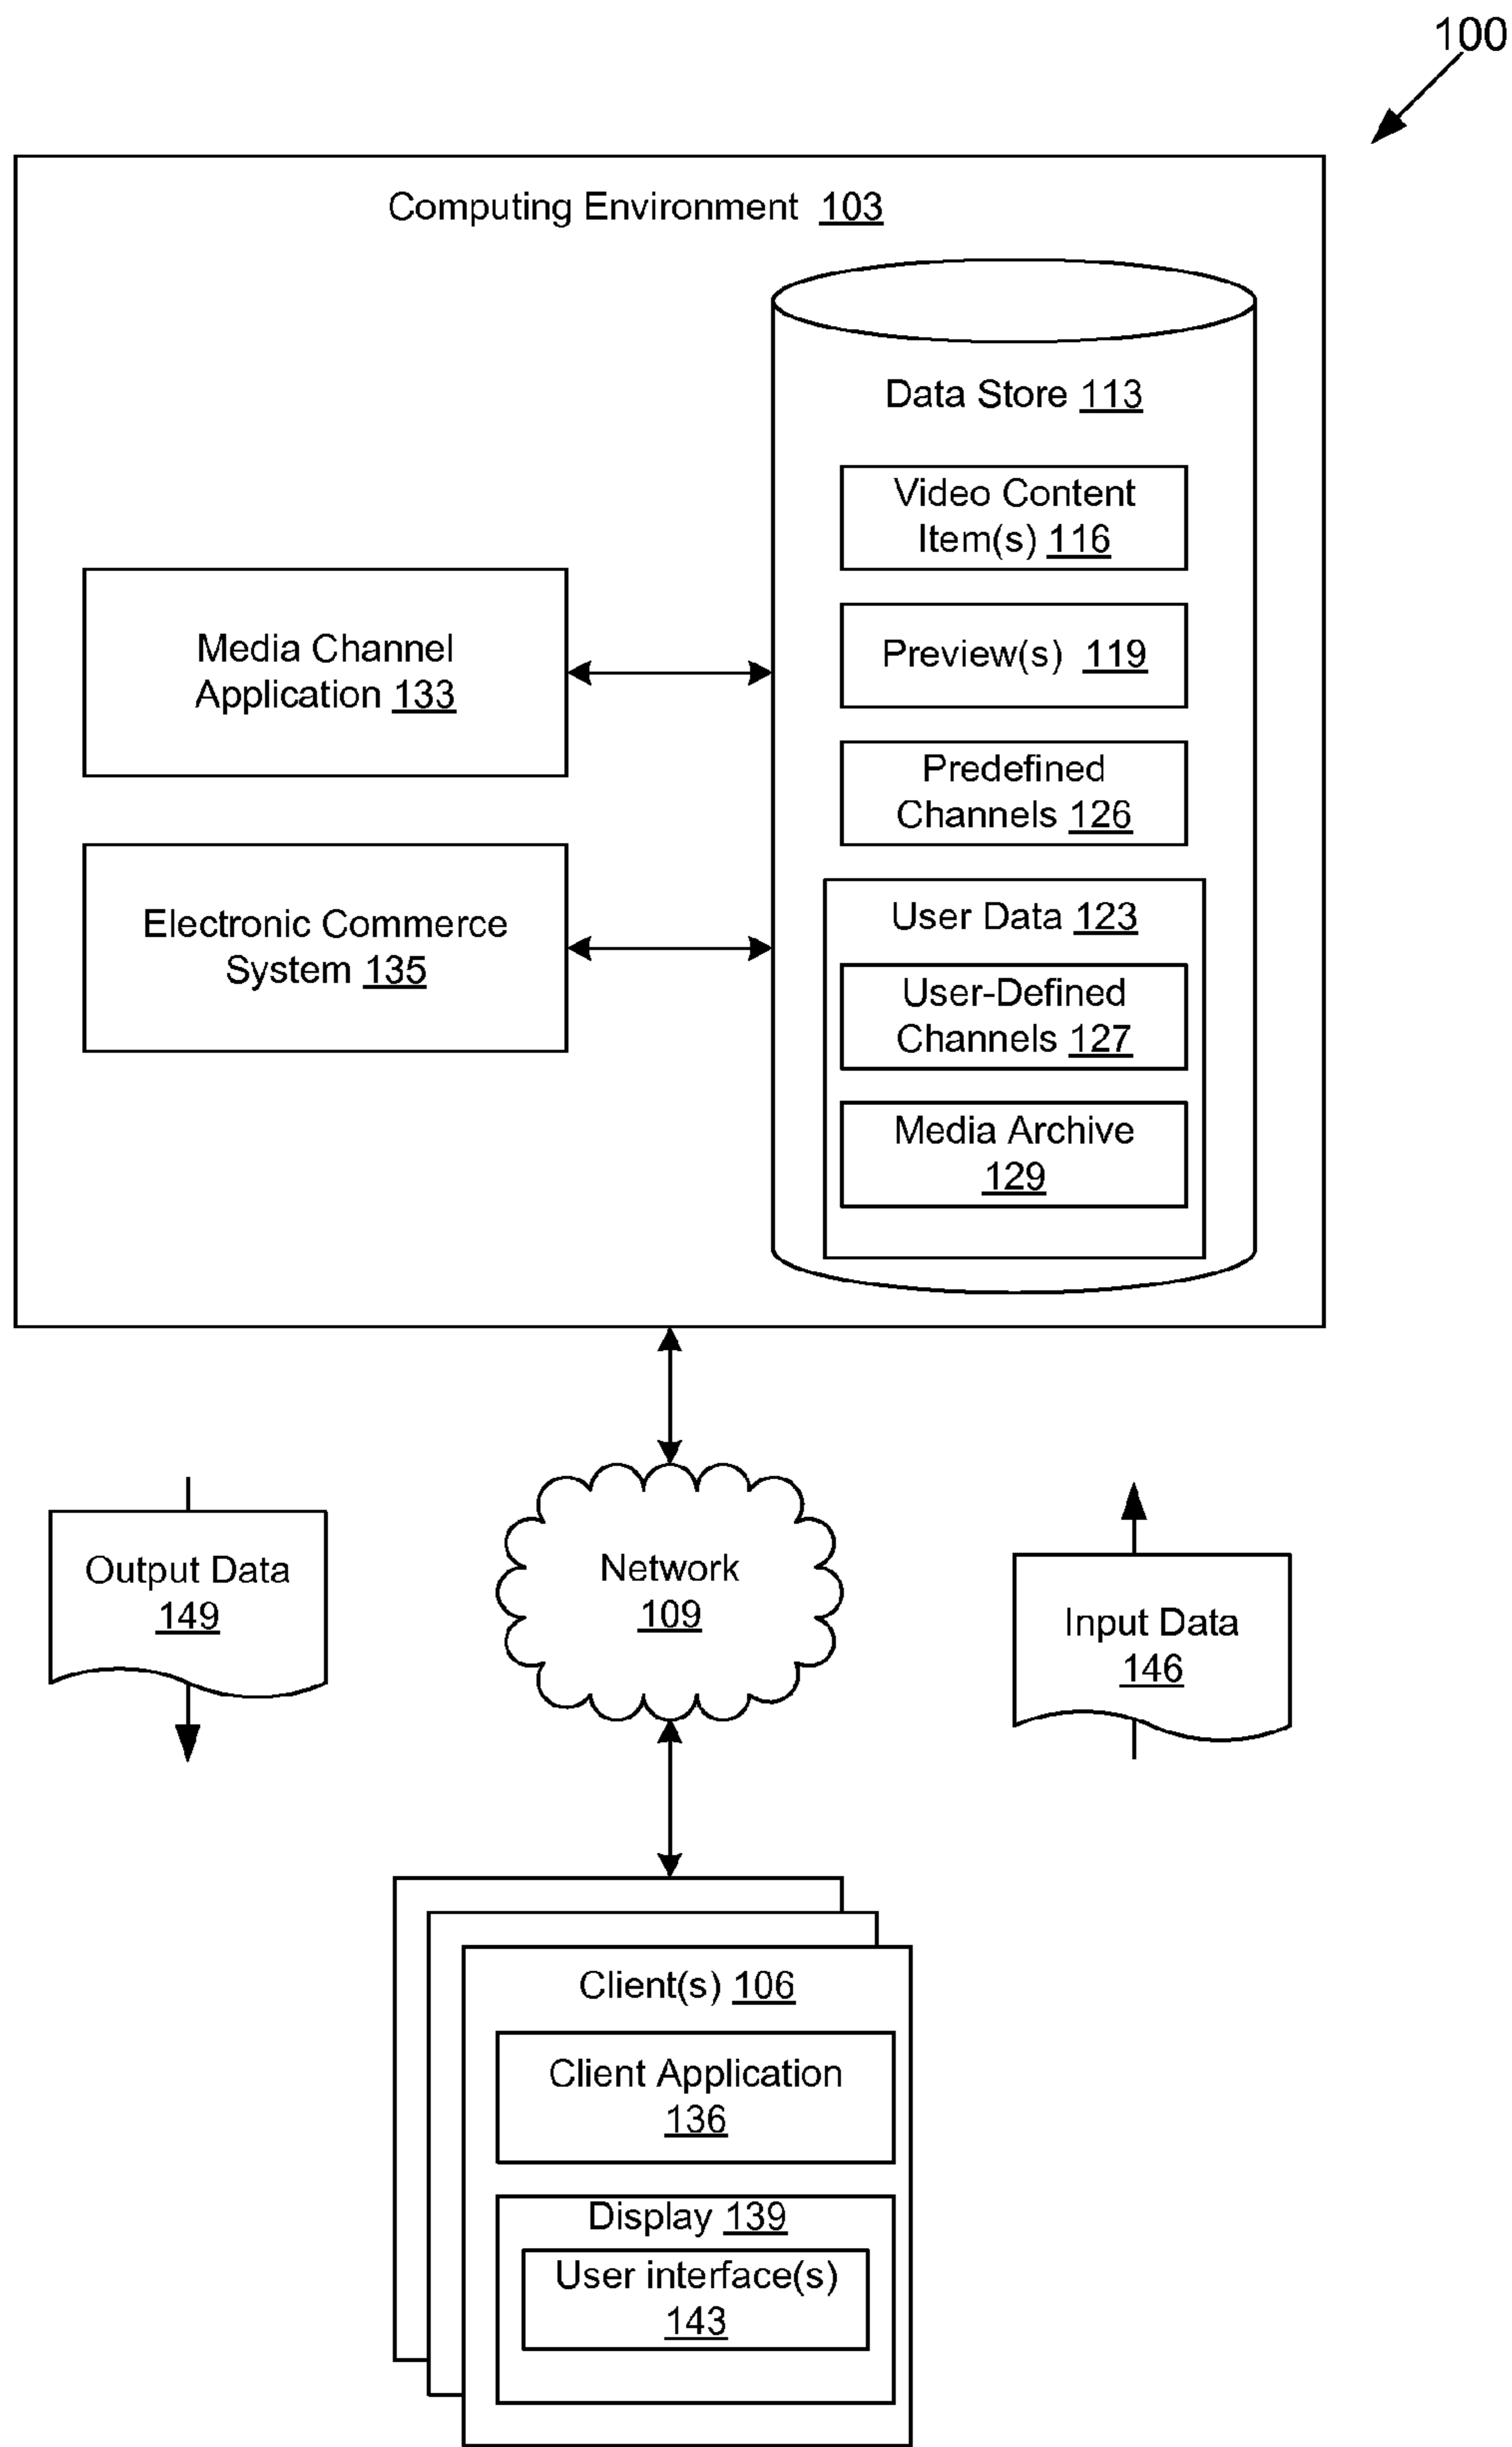 100
Computing Environment 103
Data Store 113
Video Content
Item(s) 116
Preview(s) 119
Predefined
Channels 126
User Data 123
User-Defined
Channels 127
Media Archive
129
Media Channel
Application 133
Electronic Commerce
System 135
Output Data
149
Network
109
Input Data
146
Client(s) 106
Client Application
136
Display 139
User interface(s)
143